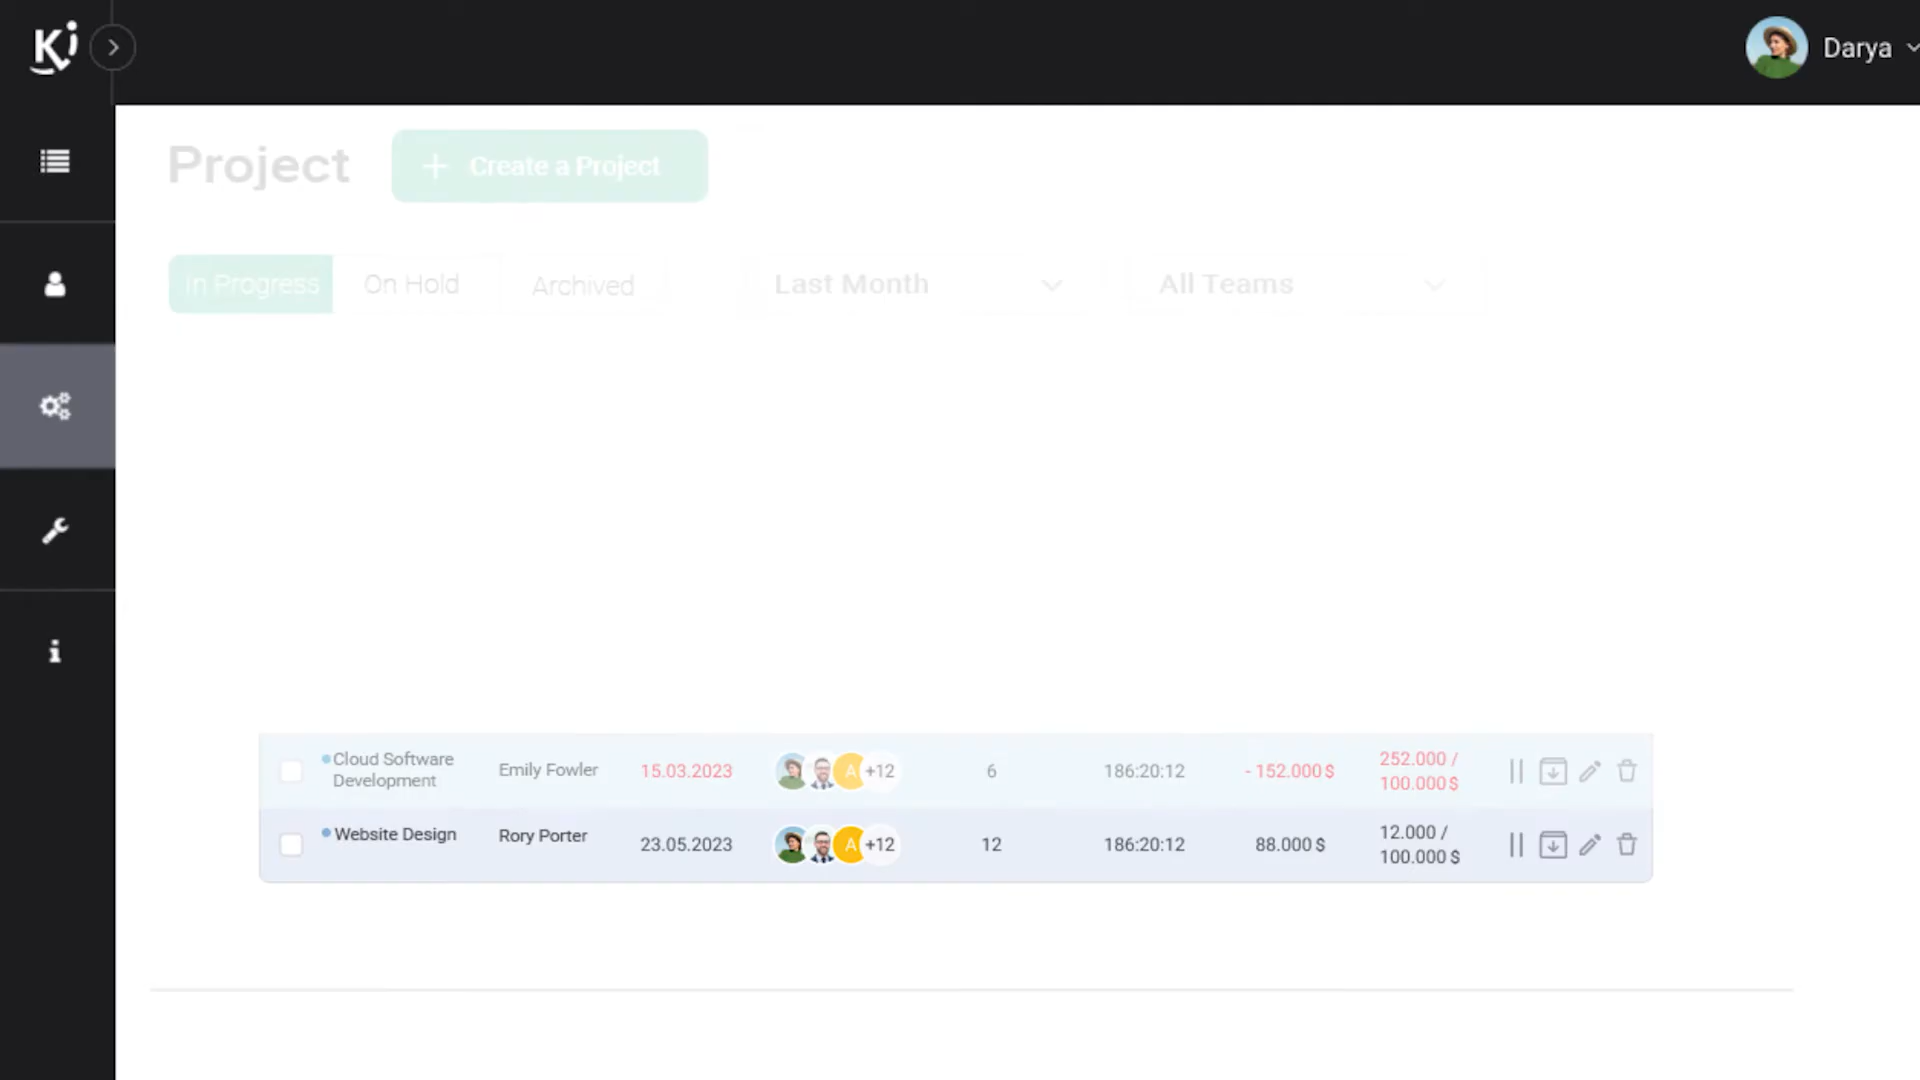 Ki
Darya
Project
+ Create a Project
In Progress
On Hold
Archived
Last Month
All Teams
Cloud Software
Development
Emily Fowler
15.03.2023
A
+12
6
186:20:12
- 152.000 $
252.000 /
100.000 $
Website Design
Rory Porter
23.05.2023
A
+12
12
186:20:12
88.000 $
12.000 /
100.000 $